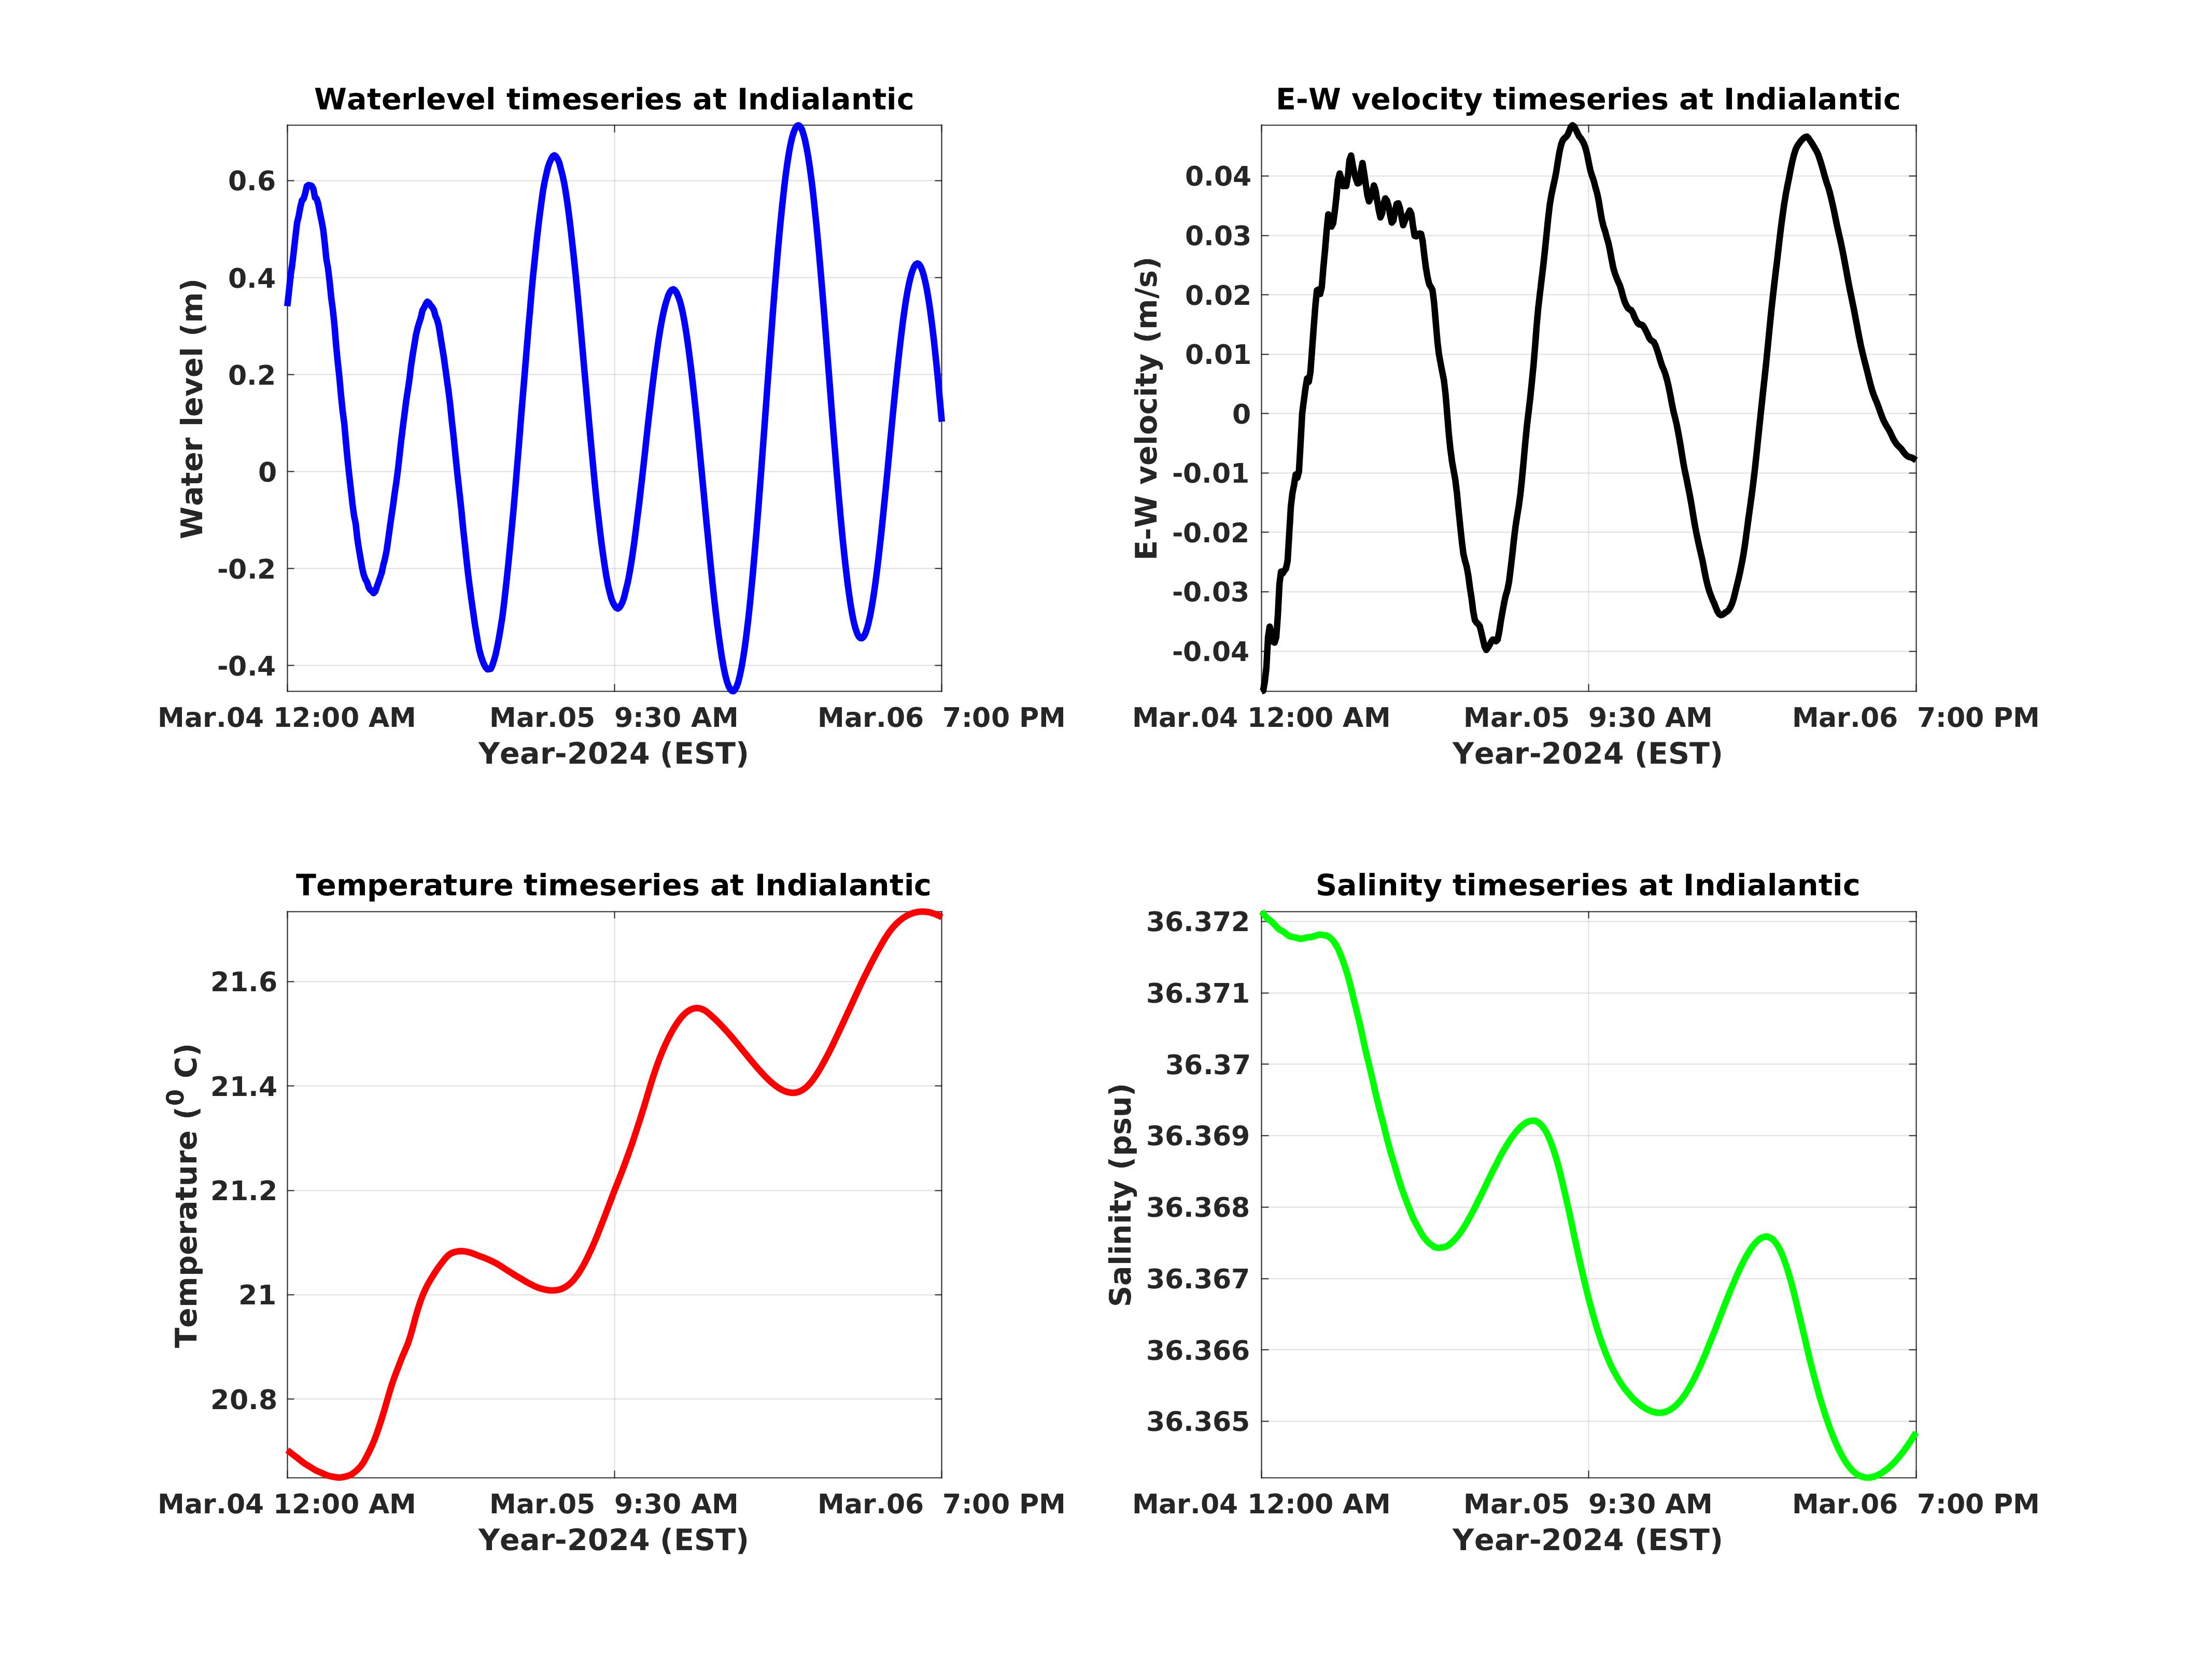 Waterlevel timeseries at Indialantic
Water level (m)
0.6
0.4
0.2
0
-0.2
-0.4
Mar.04 12:00 AM
Mar.05 9:30 AM
Mar.06 7:00 PM
Year-2024 (EST)
E-W velocity timeseries at Indialantic
E-W velocity (m/s)
0.04
0.03
0.02
0.01
0
-0.01
-0.02
-0.03
-0.04
Mar.04 12:00 AM
Mar.05 9:30 AM
Mar.06 7:00 PM
Year-2024 (EST)
Temperature timeseries at Indialantic
Temperature (⁰ C)
21.6
21.4
21.2
21
20.8
Mar.04 12:00 AM
Mar.05 9:30 AM
Mar.06 7:00 PM
Year-2024 (EST)
Salinity timeseries at Indialantic
Salinity (psu)
36.372
36.371
36.37
36.369
36.368
36.367
36.366
36.365
Mar.04 12:00 AM
Mar.05 9:30 AM
Mar.06 7:00 PM
Year-2024 (EST)